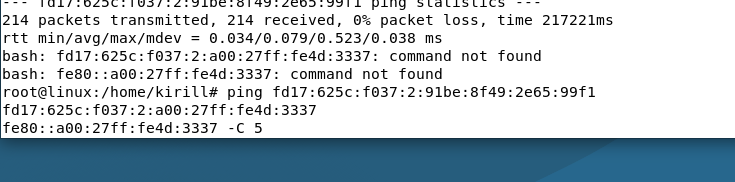 --- fd17:625c:f037:2:91be:8f49:2e65:99f1 ping statistics ---
214 packets transmitted, 214 received, 0% packet loss, time 217221ms
rtt min/avg/max/mdev = 0.034/0.079/0.523/0.038 ms
bash: fd17:625c:f037:2:a00:27ff:fe4d:3337: command not found
bash: fe80::a00:27ff:fe4d:3337: command not found
root@linux:/home/kirill# ping fd17:625c:f037:2:91be:8f49:2e65:99f1
fd17:625c:f037:2:a00:27ff:fe4d:3337
fe80::a00:27ff:fe4d:3337 -C 5